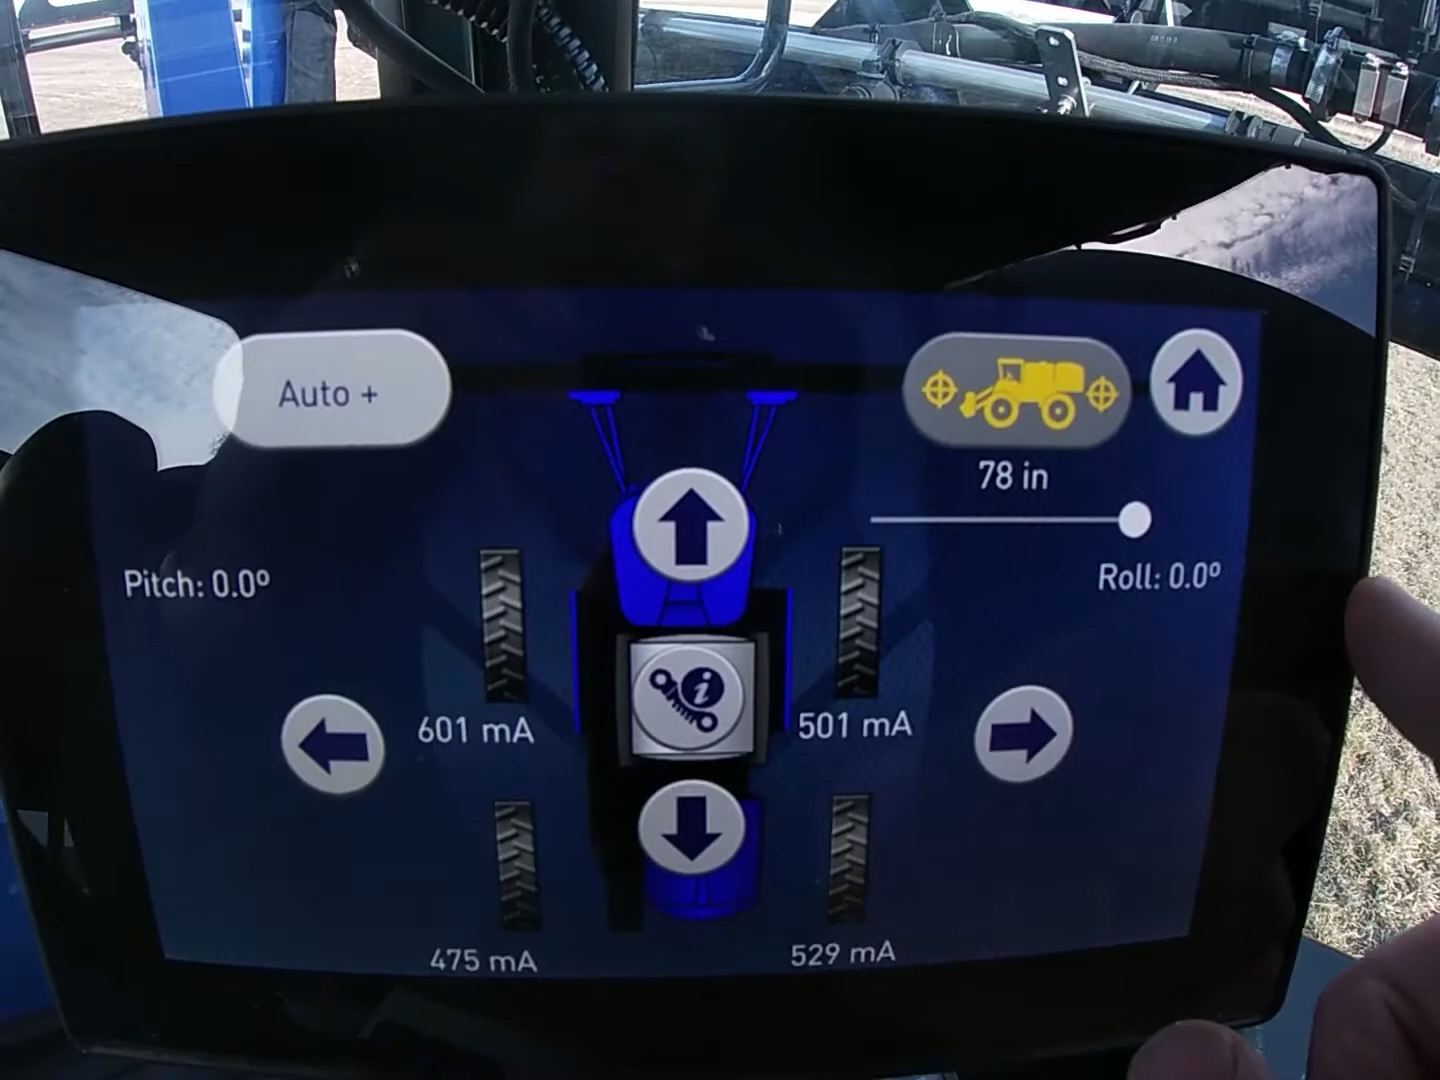 Auto +
78 in
Pitch: 0.0º
Roll: 0.0º
601 mA
501 mA
475 mA
529 mA